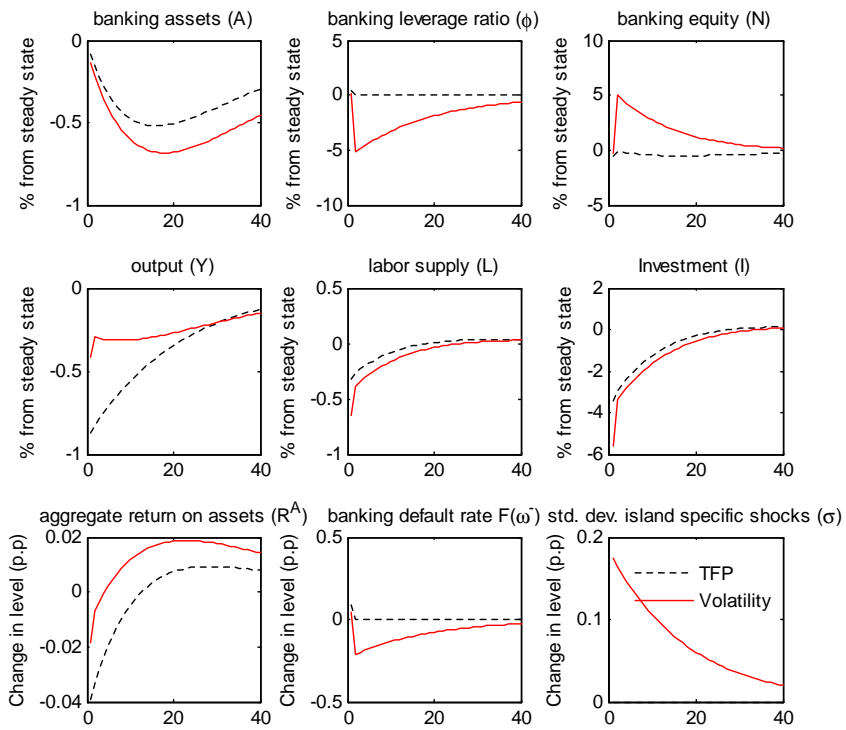 banking assets (A)
banking leverage ratio (ϕ)
banking equity (N)
% from steady state
0
-0.5
-1
0 20 40
% from steady state
5
0
-5
-10
0 20 40
% from steady state
10
5
0
-5
0 20 40
output (Y)
labor supply (L)
Investment (I)
% from steady state
0
-0.5
-1
0 20 40
% from steady state
0.5
0
-0.5
-1
0 20 40
% from steady state
2
0
-2
-4
-6
0 20 40
aggregate return on assets (R^A)
banking default rate F(ω̄)
std. dev. island specific shocks (σ)
Change in level (p.p)
0.02
0
-0.02
-0.04
0 20 40
Change in level (p.p)
0.5
0
-0.5
0 20 40
Change in level (p.p)
0.2
0.1
0
0 20 40
TFP
Volatility